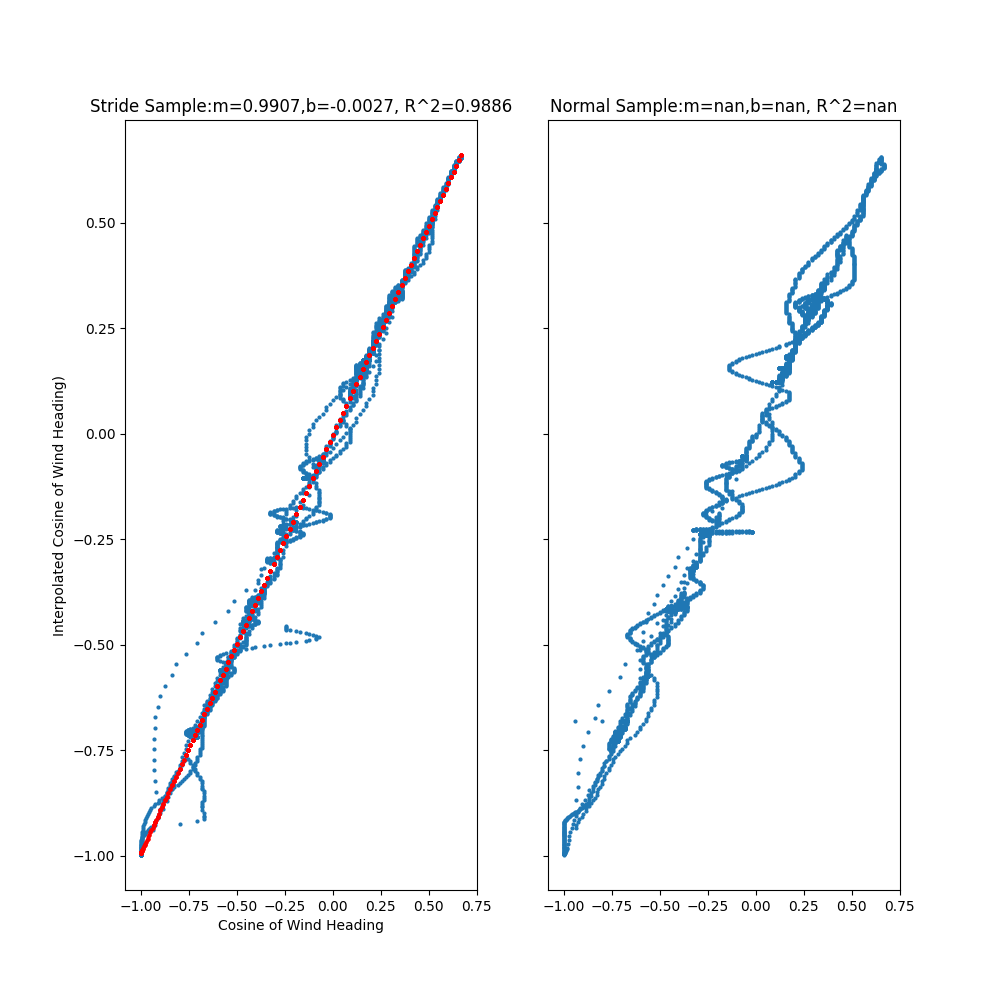 Stride Sample:m=0.9907,b=-0.0027, R^2=0.9886
Normal Sample:m=nan,b=nan, R^2=nan
0.50
0.25
0.00
−0.25
−0.50
−0.75
−1.00
Interpolated Cosine of Wind Heading)
−1.00 −0.75 −0.50 −0.25 0.00 0.25 0.50 0.75
−1.00 −0.75 −0.50 −0.25 0.00 0.25 0.50 0.75
Cosine of Wind Heading